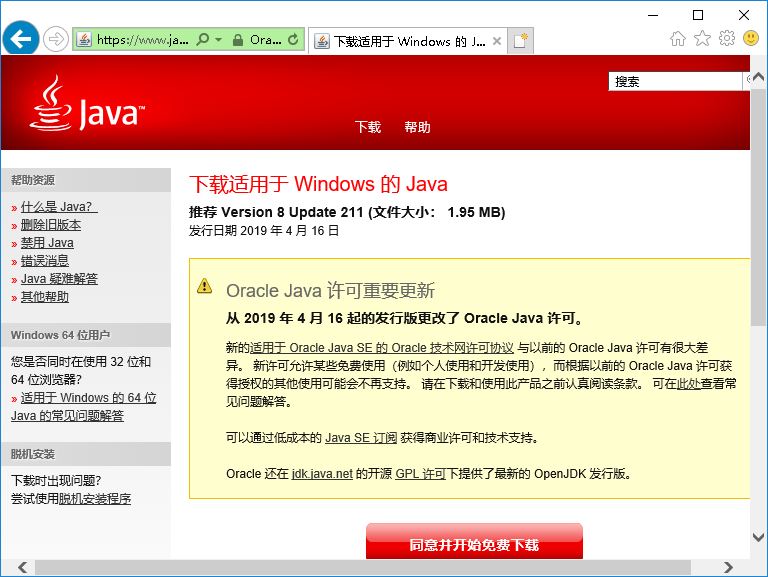 https://www.ja...
Ora...
下载适用于 Windows 的 J...
Java™
搜索
下载 帮助
帮助资源
» 什么是 Java?
» 删除旧版本
» 禁用 Java
» 错误消息
» Java 疑难解答
» 其他帮助
Windows 64 位用户
您是否同时在使用 32 位和
64 位浏览器?
» 适用于 Windows 的 64 位
Java 的常见问题解答
脱机安装
下载时出现问题?
尝试使用脱机安装程序
下载适用于 Windows 的 Java
推荐 Version 8 Update 211 (文件大小: 1.95 MB)
发行日期 2019 年 4 月 16 日
Oracle Java 许可重要更新
从 2019 年 4 月 16 起的发行版更改了 Oracle Java 许可。
新的适用于 Oracle Java SE 的 Oracle 技术网许可协议 与以前的 Oracle Java 许可有很大差
异。 新许可允许某些免费使用（例如个人使用和开发使用），而根据以前的 Oracle Java 许可获
得授权的其他使用可能会不再支持。 请在下载和使用此产品之前认真阅读条款。 可在此处查看常
见问题解答。
可以通过低成本的 Java SE 订阅 获得商业许可和技术支持。
Oracle 还在 jdk.java.net 的开源 GPL 许可下提供了最新的 OpenJDK 发行版。
同意并开始免费下载